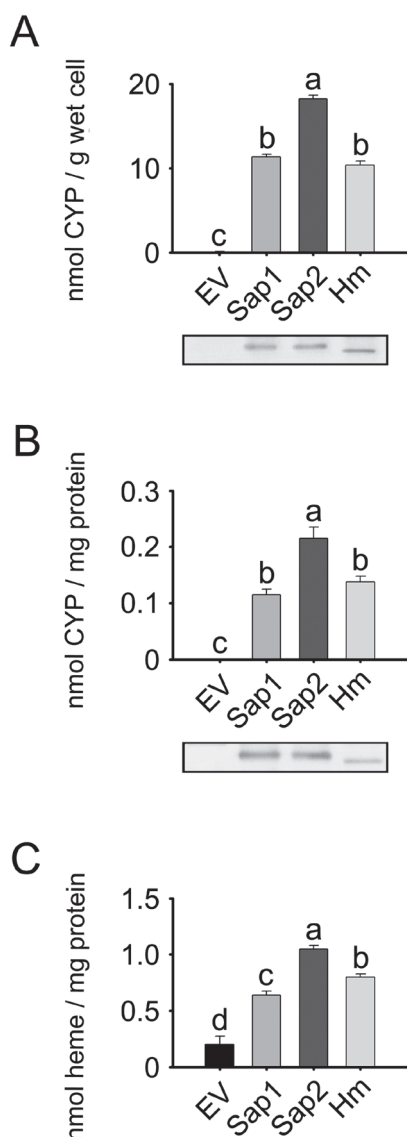 A
nmol CYP / g wet cell
20
10
0
c
b
a
b
EV
Sap1
Sap2
Hm
B
nmol CYP / mg protein
0.3
0.2
0.1
0
c
b
a
b
EV
Sap1
Sap2
Hm
C
nmol heme / mg protein
1.5
1.0
0.5
0
d
c
a
b
EV
Sap1
Sap2
Hm